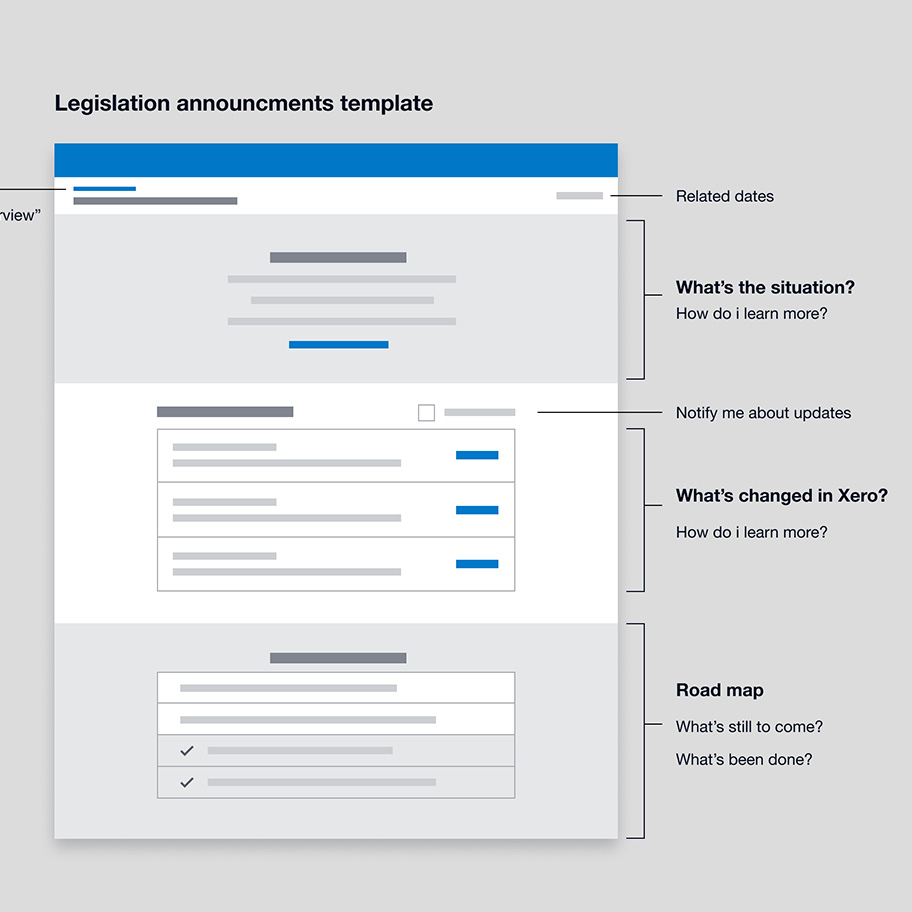 Legislation announcments template
Related dates
rview”
What’s the situation?
How do i learn more?
Notify me about updates
What’s changed in Xero?
How do i learn more?
Road map
What’s still to come?
What’s been done?